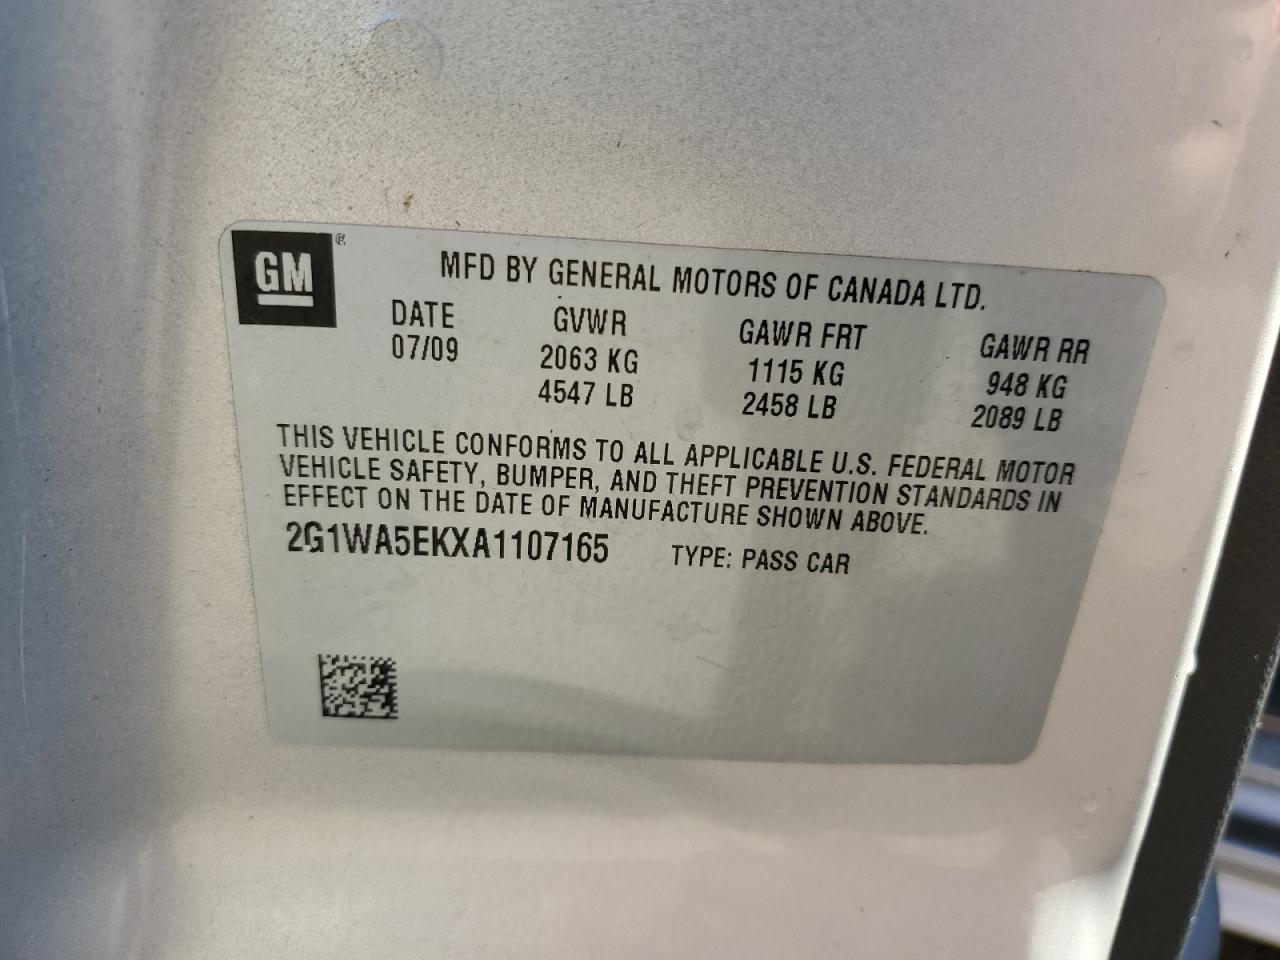 GM®
MFD BY GENERAL MOTORS OF CANADA LTD.
DATE GVWR GAWR FRT GAWR RR
07/09 2063 KG 1115 KG 948 KG
4547 LB 2458 LB 2089 LB
THIS VEHICLE CONFORMS TO ALL APPLICABLE U.S. FEDERAL MOTOR
VEHICLE SAFETY, BUMPER, AND THEFT PREVENTION STANDARDS IN
EFFECT ON THE DATE OF MANUFACTURE SHOWN ABOVE.
2G1WA5EKXA1107165 TYPE: PASS CAR